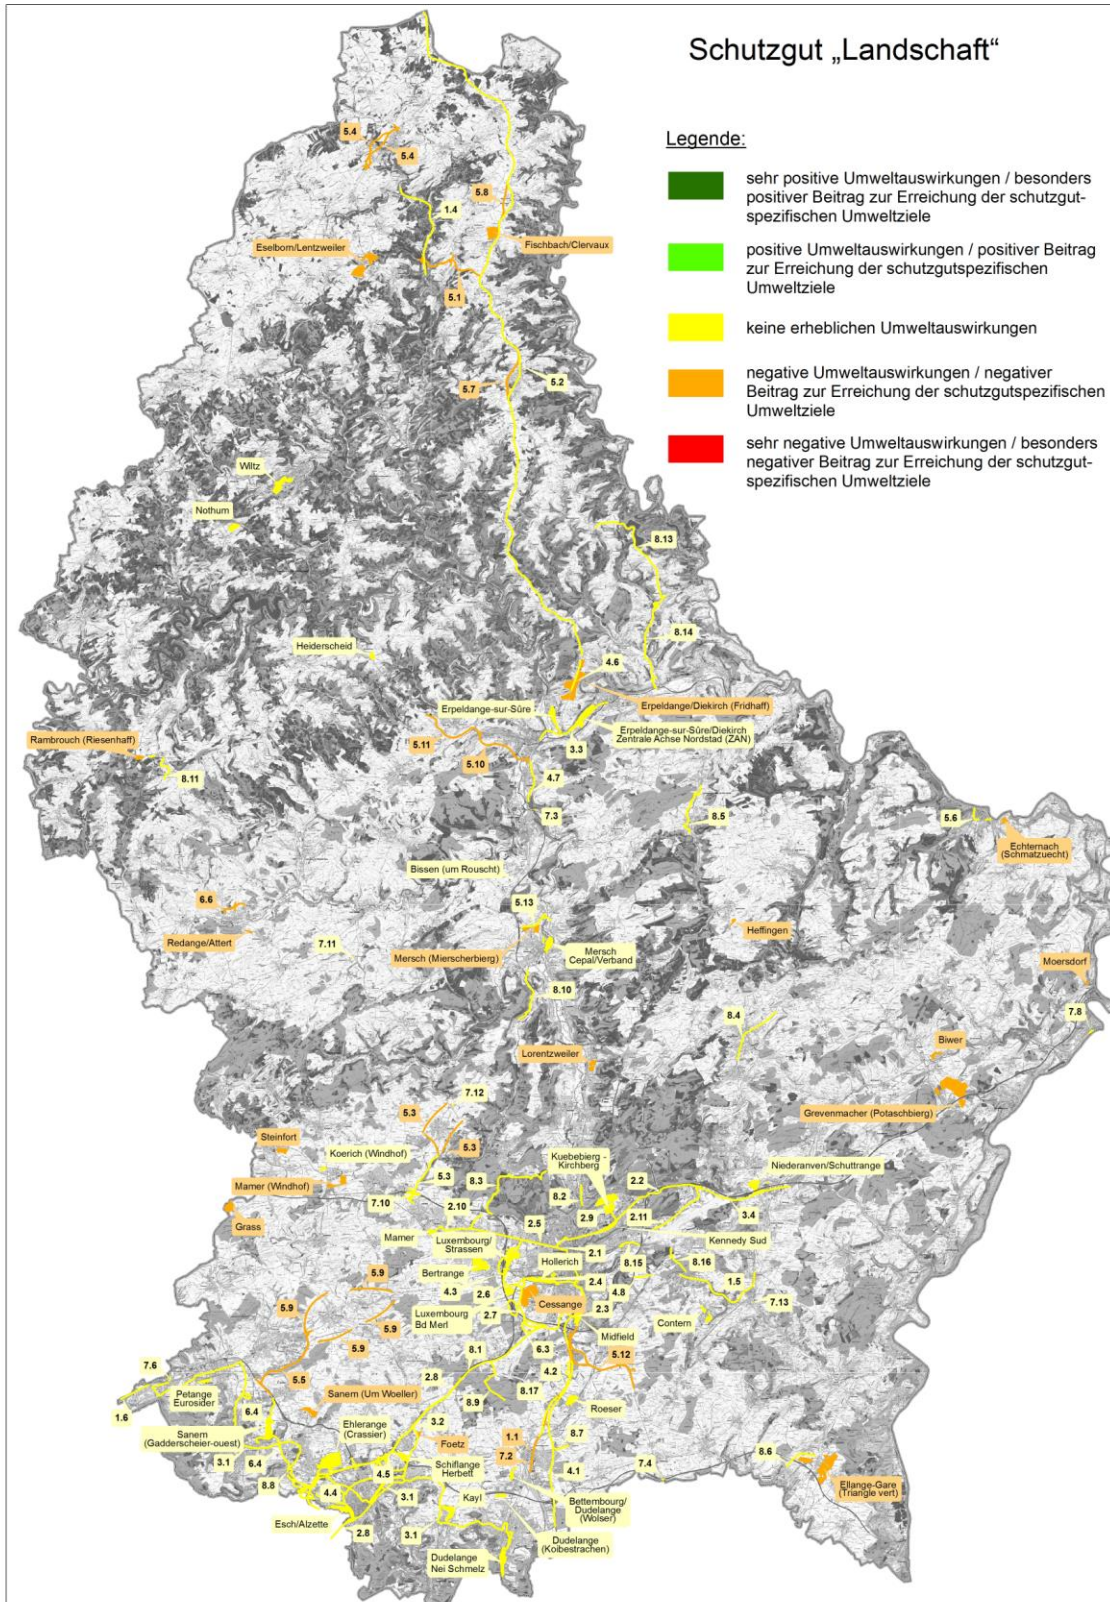 Schutzgut „Landschaft“
Legende:
sehr positive Umweltauswirkungen / besonders
positiver Beitrag zur Erreichung der schutzgut-
spezifischen Umweltziele
positive Umweltauswirkungen / positiver Beitrag
zur Erreichung der schutzgutspezifischen
Umweltziele
keine erheblichen Umweltauswirkungen
negative Umweltauswirkungen / negativer
Beitrag zur Erreichung der schutzgutspezifischen
Umweltziele
sehr negative Umweltauswirkungen / besonders
negativer Beitrag zur Erreichung der schutzgut-
spezifischen Umweltziele
5.4
5.4
5.8
1.4
Fischbach/Clervaux
Eselborn/Lentzweiler
5.1
5.2
5.7
Wiltz
Nothum
8.13
8.14
Heiderscheid
4.6
Erpeldange/Diekirch (Fridhaff)
Erpeldange-sur-Sûre
Erpeldange-sur-Sûre/Diekirch
Zentrale Achse Nordstad (ZAN)
3.3
Rambrouch (Riesenhaff)
5.11
5.10
8.11
4.7
7.3
8.5
5.6
Echternach
(Schmatzuecht)
Bissen (um Rouscht)
6.6
5.13
Redange/Attert
7.11
Mersch (Mierscherbierg)
Mersch
Cepal/Verband
Heffingen
Moersdorf
8.10
7.8
8.4
Biwer
Lorentzweiler
Grevenmacher (Potaschbierg)
7.12
5.3
Steinfort
5.3
Koerich (Windhof)
Kuebebierg -
Kirchberg
Niederanven/Schuttrange
Mamer (Windhof)
5.3
8.3
2.2
7.10
2.10
8.2
Grass
2.9
2.11
3.4
2.5
Mamer
Kennedy Sud
Luxembourg/
Strassen
2.1
8.15
8.16
Hollerich
Bertrange
2.4
1.5
4.3
2.6
4.8
5.9
Cessange
2.3
7.13
5.9
Luxembourg
Bd Merl
2.7
Contern
5.9
Midfield
5.9
8.1
6.3
5.12
7.6
4.2
5.5
2.8
8.17
Petange
Eurosider
Sanem (Um Woeller)
8.9
Roeser
1.6
6.4
3.2
Ehlerange
(Crassier)
Sanem
(Gadderscheier-ouest)
Foetz
1.1
8.7
3.1
6.4
7.2
8.6
Schiflange
Herbett
4.5
4.1
7.4
8.8
4.4
3.1
Kayl
Ellange-Gare
(Triangle vert)
Bettembourg/
Dudelange
(Wolser)
Esch/Alzette
2.8
3.1
Dudelange
(Koibestrachen)
Dudelange
Nei Schmelz